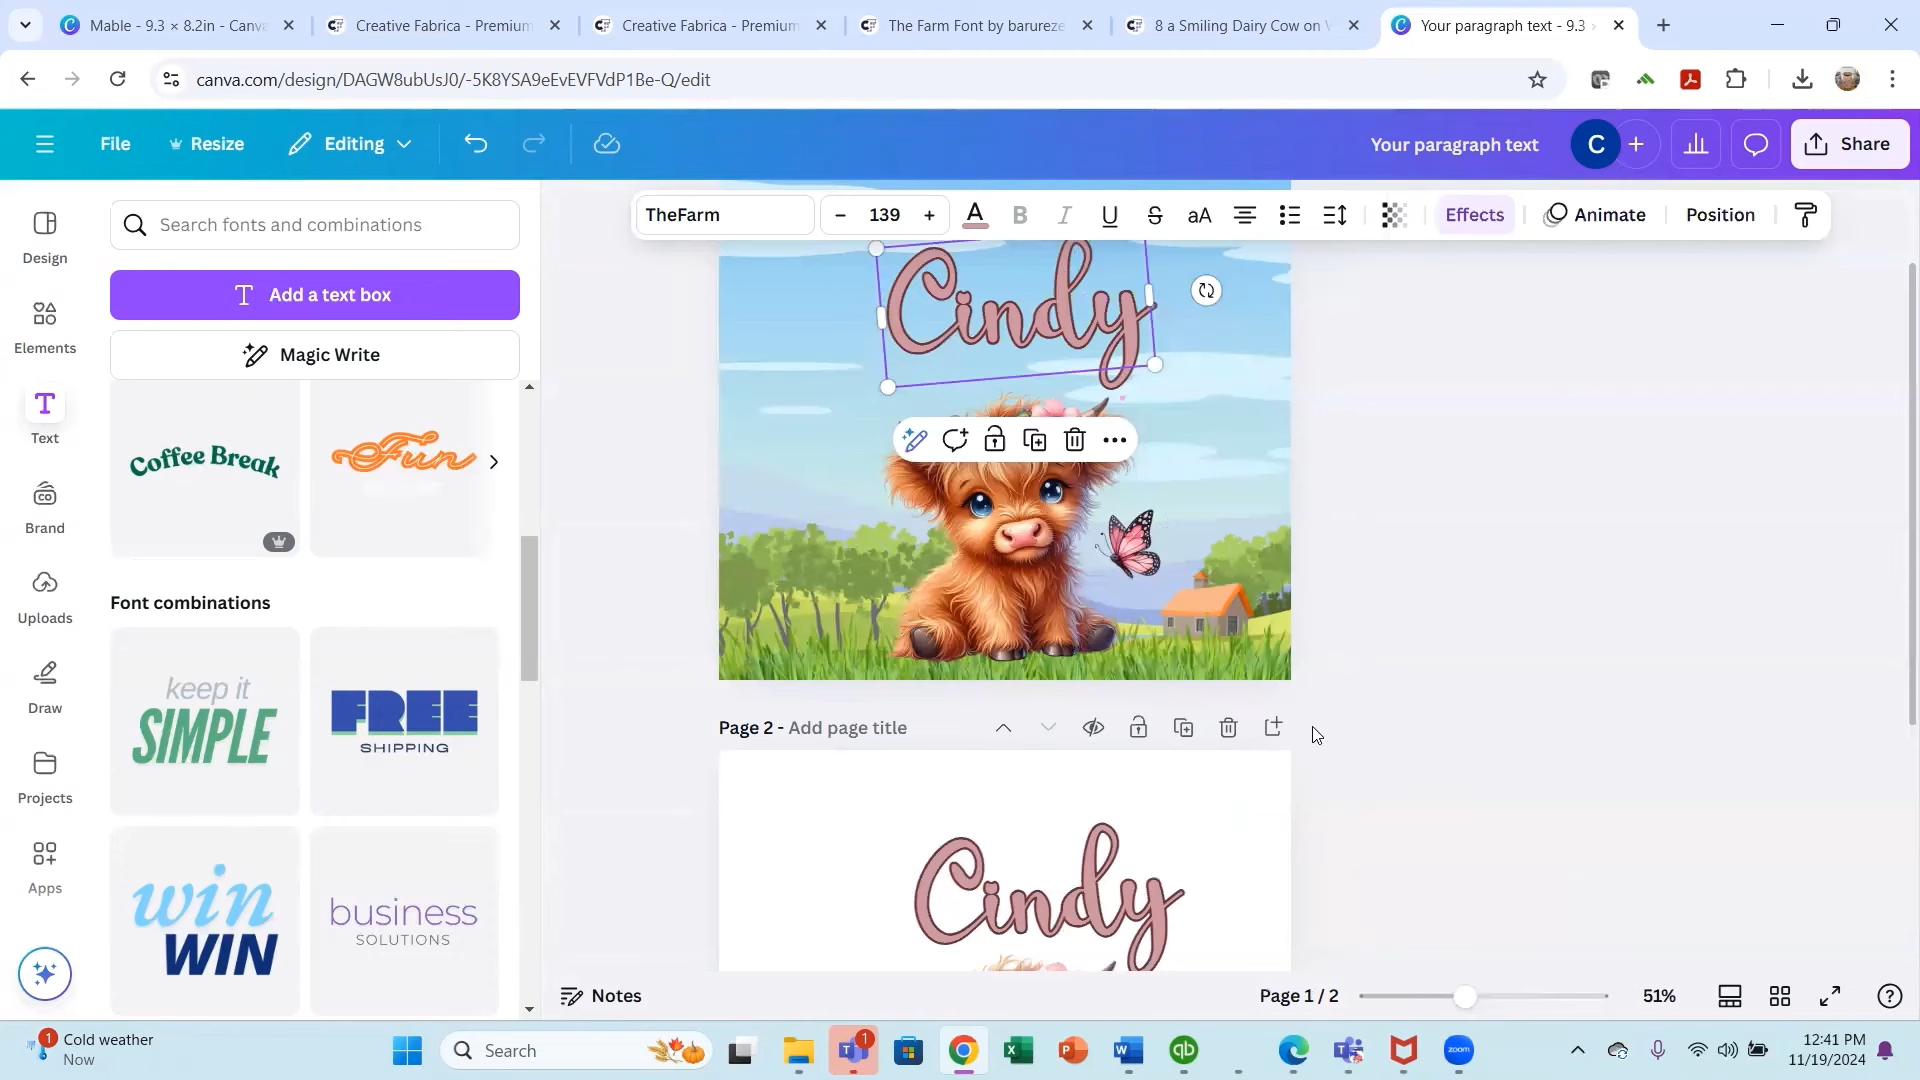 Mable - 9.3 × 8.2in - Canva
Creative Fabrica - Premium
Creative Fabrica - Premium
The Farm Font by barureze
8 a Smiling Dairy Cow on
Your paragraph text - 9.3
canva.com/design/DAGW8ubUsJ0/-5K8YSA9eEvEVFVdP1Be-Q/edit
File
Resize
Editing
Your paragraph text
C
Share
Design
Elements
Text
Brand
Uploads
Draw
Projects
Apps
Search fonts and combinations
Add a text box
Magic Write
Coffee Break
Fun
Font combinations
keep it
SIMPLE
FREE
SHIPPING
win
WIN
business
SOLUTIONS
TheFarm
139
aA
Effects
Animate
Position
Cindy
Page 2 - Add page title
Cindy
Notes
Page 1 / 2
51%
1
Cold weather
Now
Search
1
zoom
12:41 PM
11/19/2024